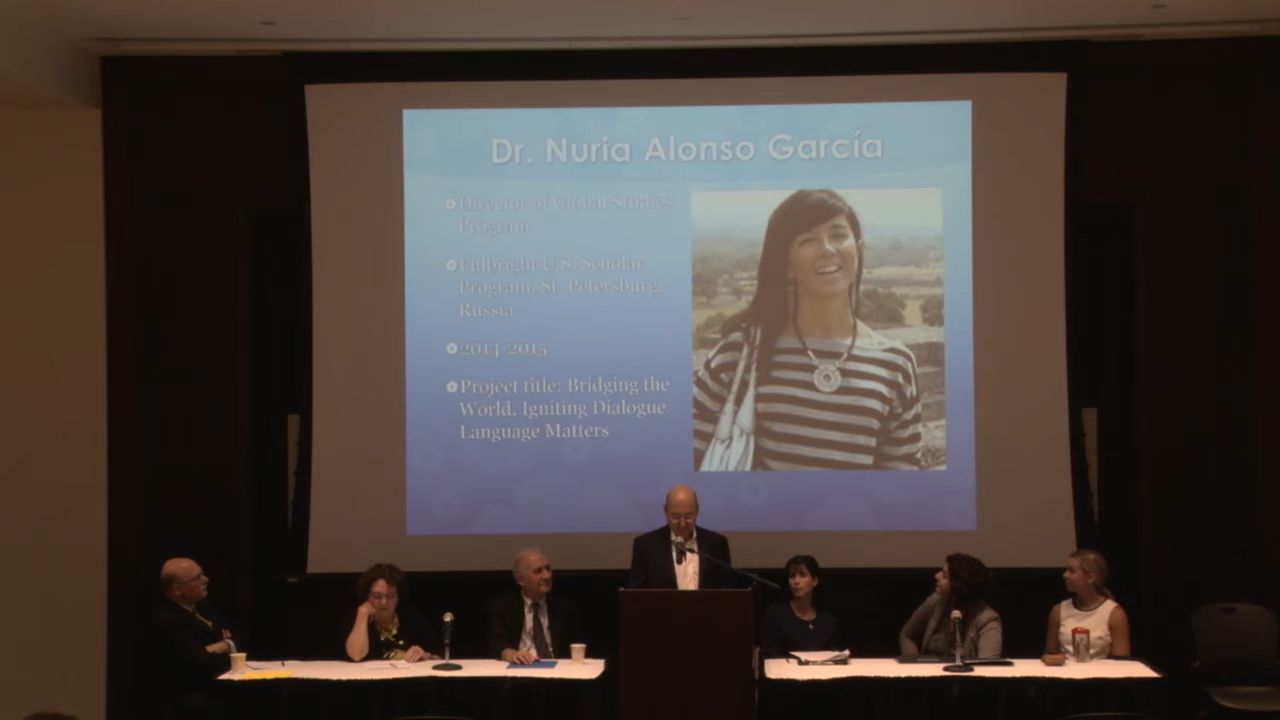 Dr. Nuria Alonso García
Director of Global Studies
Program
Fulbright U.S. Scholar
Program, St. Petersburg,
Russia
2014-2015
Project title: Bridging the
World, Igniting Dialogue
Language Matters